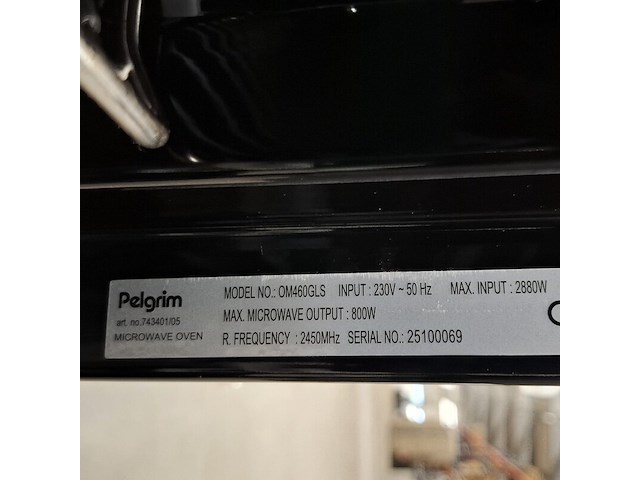 Pelgrim
art. no.743401/05
MICROWAVE OVEN
MODEL NO.: OM460GLS INPUT : 230V ~ 50 Hz MAX. INPUT : 2880W
MAX. MICROWAVE OUTPUT : 800W
R. FREQUENCY : 2450MHz SERIAL NO.: 25100069